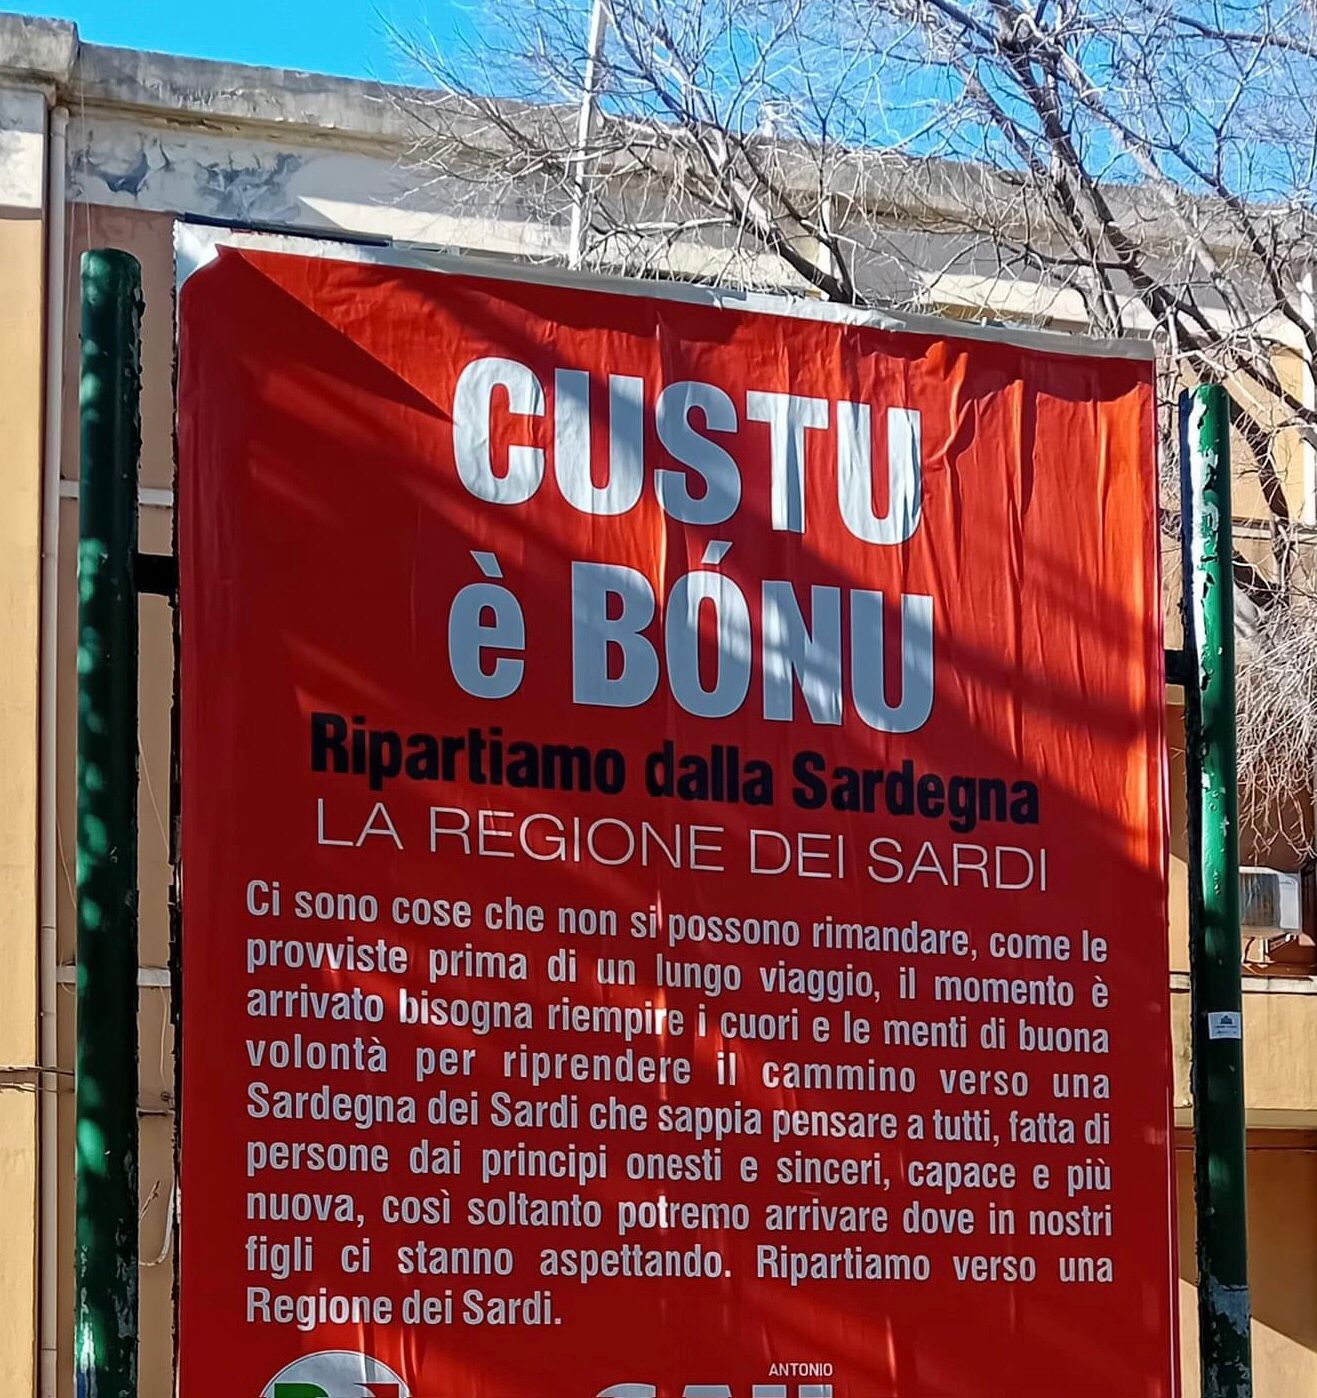 CUSTU
è BÓNU
Ripartiamo dalla Sardegna
LA REGIONE DEI SARDI
Ci sono cose che non si possono rimandare, come le
provviste prima di un lungo viaggio, il momento è
arrivato bisogna riempire i cuori e le menti di buona
volontà per riprendere il cammino verso una
Sardegna dei Sardi che sappia pensare a tutti, fatta di
persone dai principi onesti e sinceri, capace e più
nuova, così soltanto potremo arrivare dove in nostri
figli ci stanno aspettando. Ripartiamo verso una
Regione dei Sardi.
ANTONIO